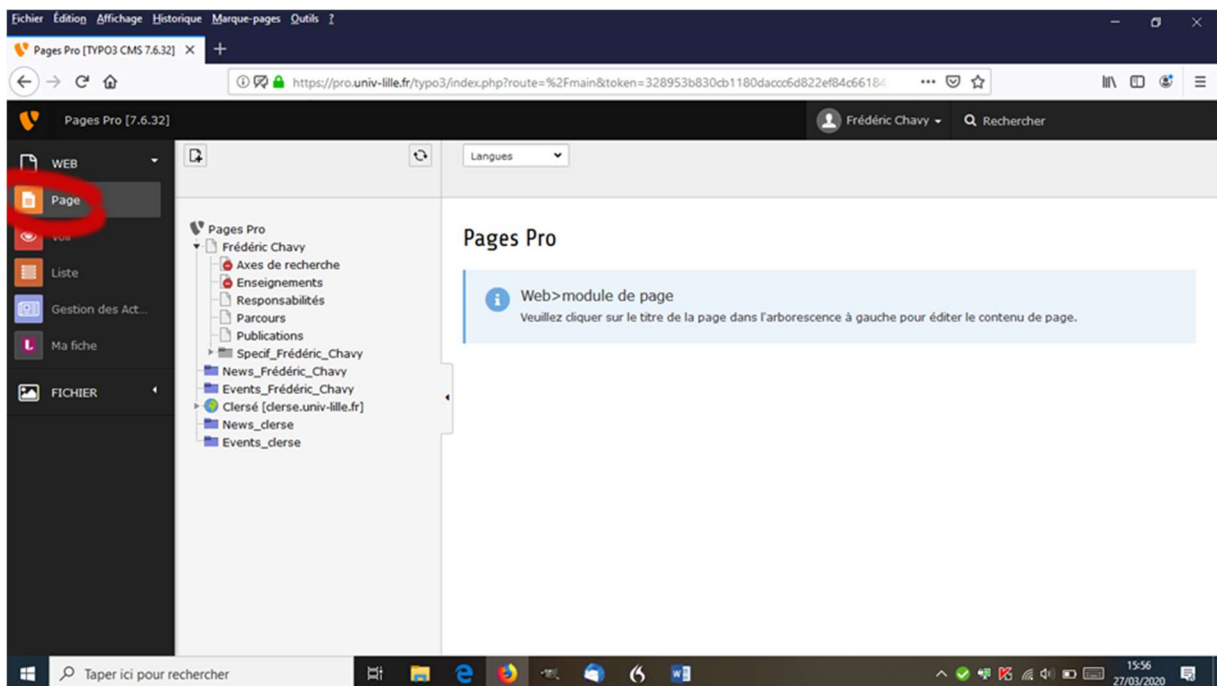 Fichier Édition Affichage Historique Marque-pages Outils ?
Pages Pro [TYPO3 CMS 7.6.32]
https://pro.univ-lille.fr/typo3/index.php?route=%2Fmain&token=328953b830cb1180daccc6d822ef84c66184
Pages Pro [7.6.32]
Frédéric Chavy
Rechercher
WEB
Page
Voir
Liste
Gestion des Act...
Ma fiche
FICHIER
Pages Pro
Frédéric Chavy
Axes de recherche
Enseignements
Responsabilités
Parcours
Publications
Specif_Frédéric_Chavy
News_Frédéric_Chavy
Events_Frédéric_Chavy
Clersé [clerse.univ-lille.fr]
News_clerse
Events_clerse
Langues
Pages Pro
Web>module de page
Veuillez cliquer sur le titre de la page dans l'arborescence à gauche pour éditer le contenu de page.
Taper ici pour rechercher
15:56
27/03/2020